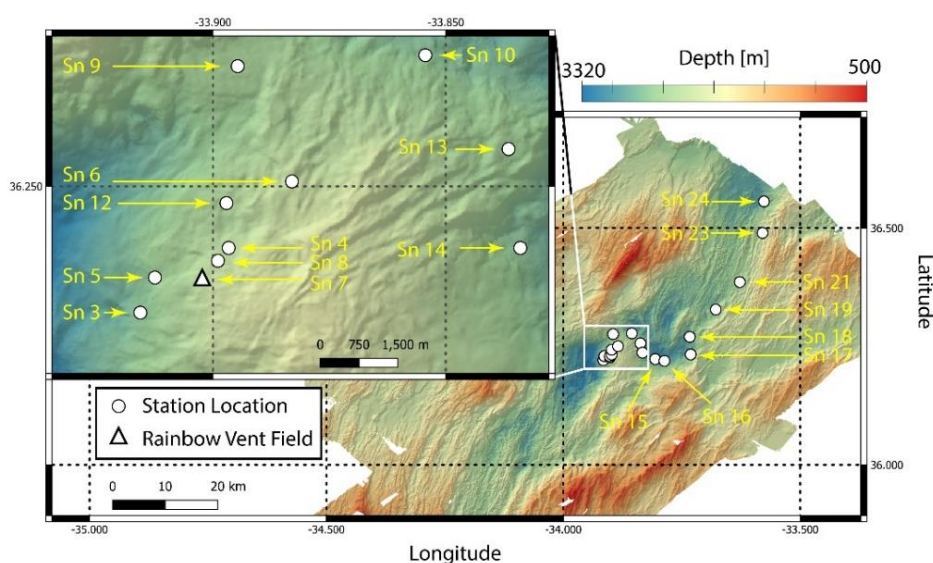 -33.900
-33.850
Depth [m]
3320
500
Sn 9
Sn 10
Sn 13
Sn 6
36.250
Sn 12
Sn 4
Sn 14
Sn 8
Sn 5
Sn 7
Sn 3
0 750 1,500 m
Sn 24
36.500
Sn 23
Sn 21
Sn 19
Sn 18
Sn 17
Sn 15
Sn 16
Latitude
Station Location
Rainbow Vent Field
0 10 20 km
36.000
-35.000
-34.500
-34.000
-33.500
Longitude